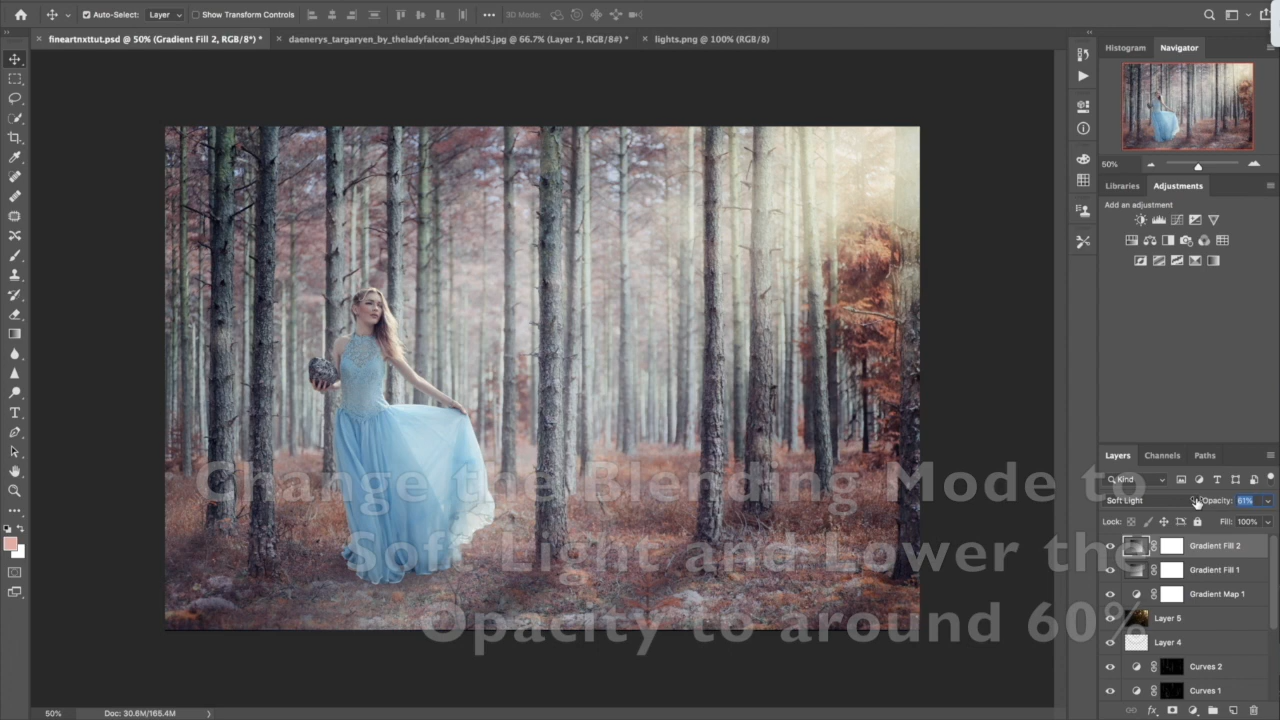 Auto-Select: Layer Show Transform Controls 3D Mode:
fineartnxttut.psd @ 50% (Gradient Fill 2, RGB/8*) *
daenerys_targaryen_by_theladyfalcon_d9ayhd5.jpg @ 66.7% (Layer 1, RGB/8#) *
lights.png @ 100% (RGB/8)
Histogram Navigator
50%
Libraries Adjustments
Add an adjustment
Layers Channels Paths
Kind
Soft Light Opacity: 61%
Lock: Fill: 100%
Gradient Fill 2
Gradient Fill 1
Gradient Map 1
Layer 5
Layer 4
Curves 2
Curves 1
Change the Blending Mode to
Soft Light and Lower the
Opacity to around 60%
50% Doc: 30.6M/165.4M